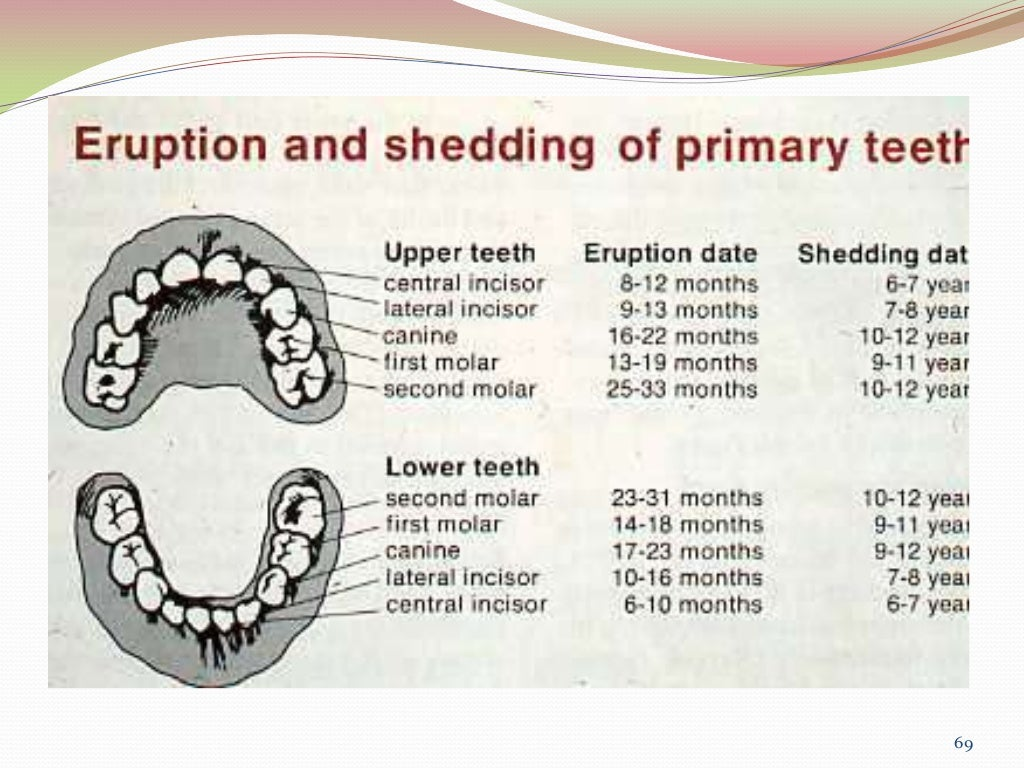 Eruption and shedding of primary teeth
Upper teeth Eruption date Shedding dat
central incisor 8-12 months 6-7 year
lateral incisor 9-13 months 7-8 year
canine 16-22 months 10-12 year
first molar 13-19 months 9-11 year
second molar 25-33 months 10-12 year
Lower teeth
second molar 23-31 months 10-12 year
first molar 14-18 months 9-11 year
canine 17-23 months 9-12 year
lateral incisor 10-16 months 7-8 year
central incisor 6-10 months 6-7 year
69